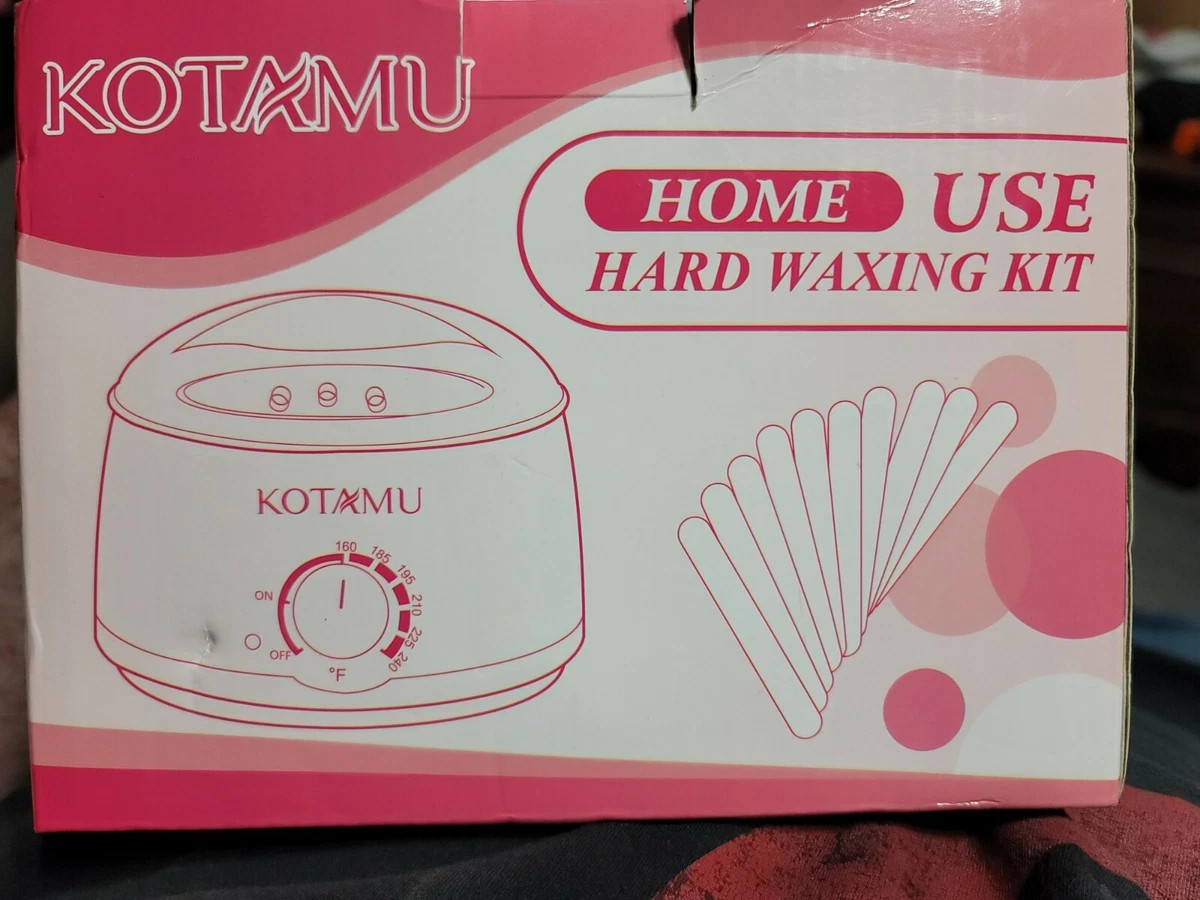 KOTAMU
HOME USE
HARD WAXING KIT
KOTAMU
160
185
195
210
225
240
ON
OFF
°F